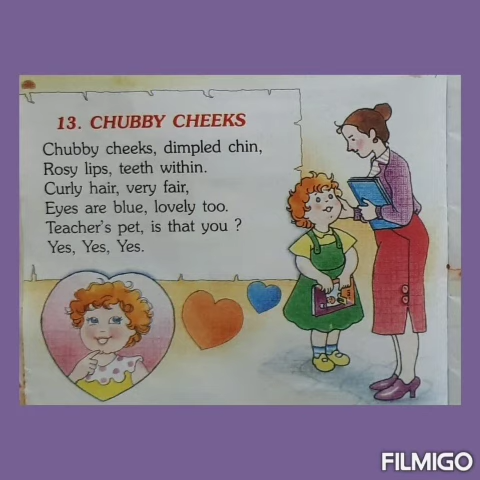 13. CHUBBY CHEEKS
Chubby cheeks, dimpled chin,
Rosy lips, teeth within.
Curly hair, very fair,
Eyes are blue, lovely too.
Teacher's pet, is that you ?
Yes, Yes, Yes.
FILMIGO